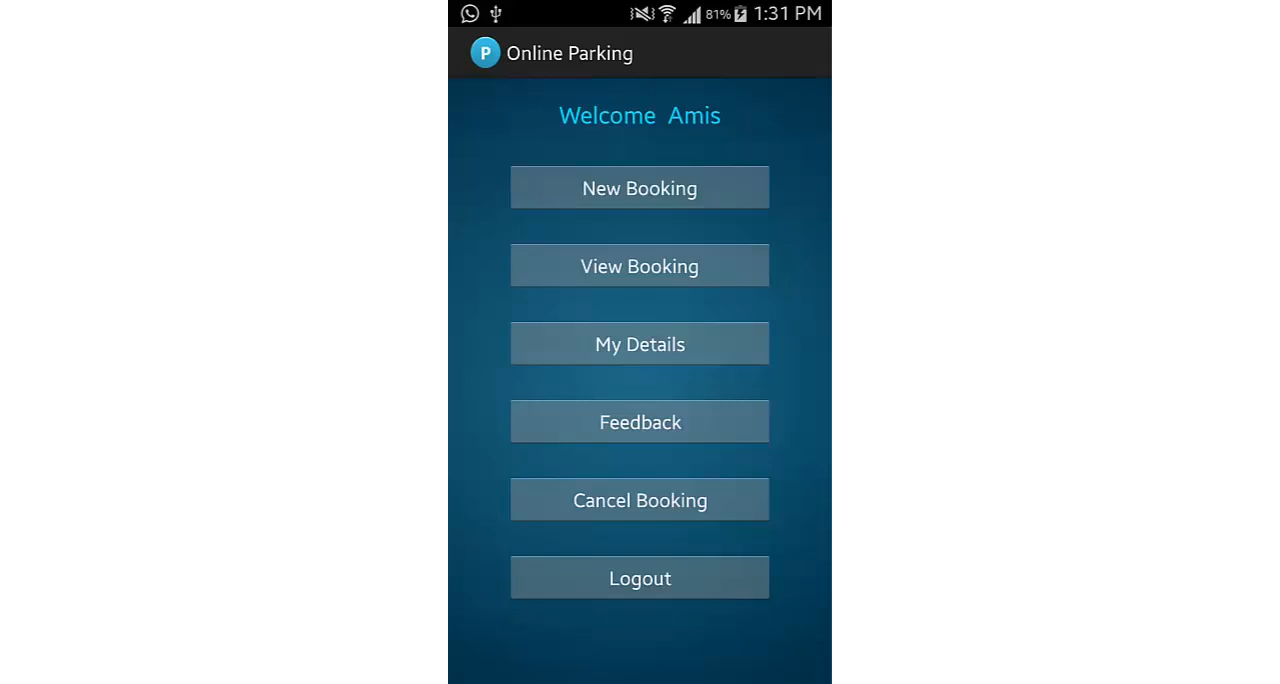 81% 1:31 PM
P Online Parking
Welcome Amis
New Booking
View Booking
My Details
Feedback
Cancel Booking
Logout